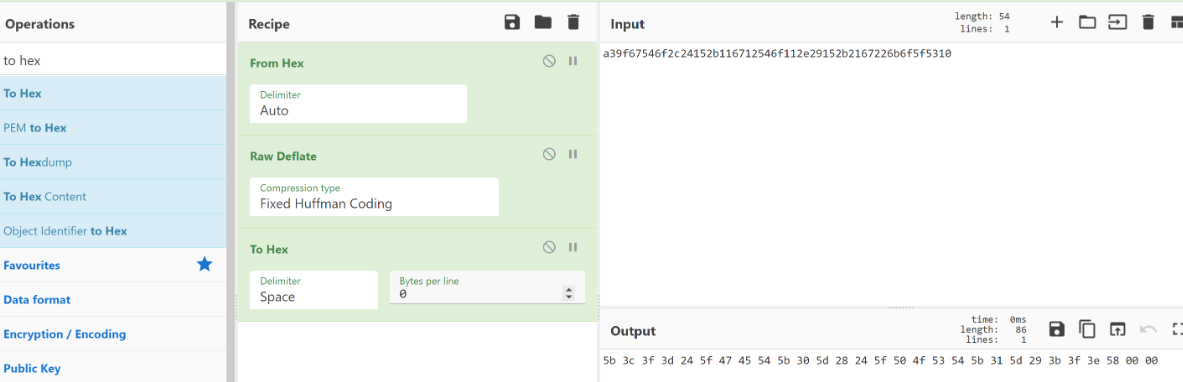 Operations
to hex
To Hex
PEM to Hex
To Hexdump
To Hex Content
Object Identifier to Hex
Favourites
Data format
Encryption / Encoding
Public Key
Recipe
From Hex
Delimiter
Auto
Raw Deflate
Compression type
Fixed Huffman Coding
To Hex
Delimiter
Space
Bytes per line
0
Input
length: 54
lines: 1
a39f67546f2c24152b116712546f112e29152b2167226b6f5f5310
Output
time: 0ms
length: 86
lines: 1
5b 3c 3f 3d 24 5f 47 45 54 5b 30 5d 28 24 5f 50 4f 53 54 5b 31 5d 29 3b 3f 3e 58 00 00